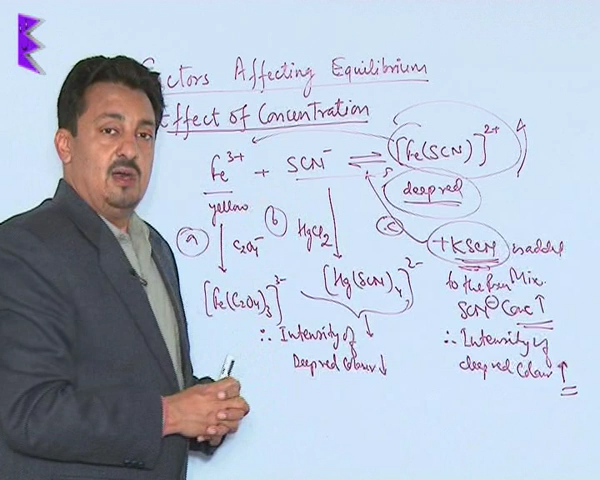 Factors Affecting Equilibrium
Effect of Concentration
Fe³⁺ + SCN⁻ ⇌ [Fe(SCN)]²⁺
yellow
deep red
(a) C₂O₄⁻
(b) HgCl₂
(c) +KSCN is added
to the Mix.
SCN⊖ Conc ↑
[Fe(C₂O₄)₃]³⁻
[Hg(SCN)₄]²⁻
∴ Intensity of
Deep red Colour ↓
∴ Intensity of
deep red Colour ↑